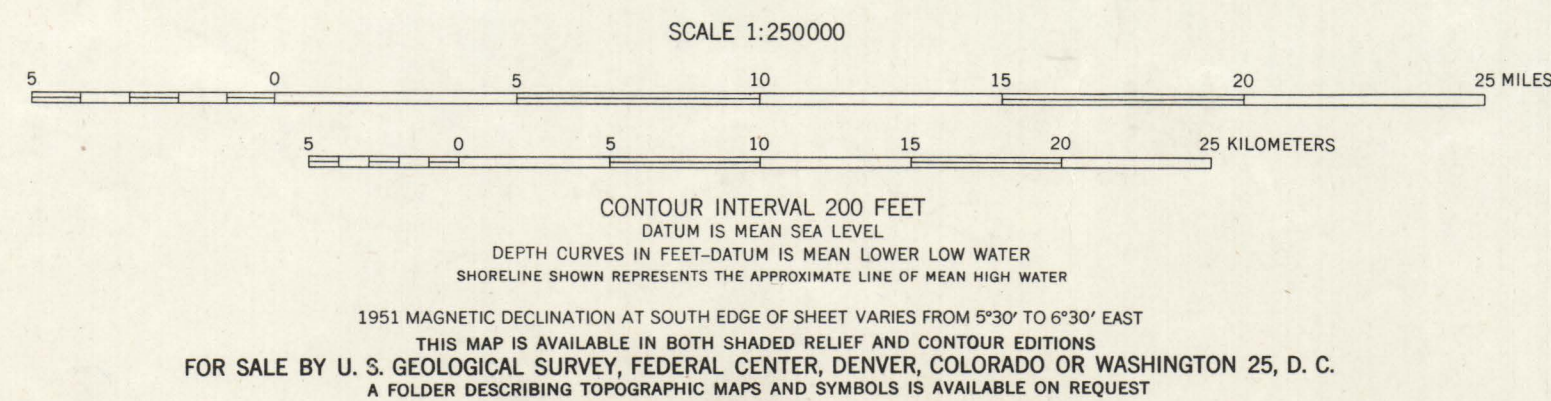 SCALE 1:250000
5 0 5 10 15 20 25 MILES
5 0 5 10 15 20 25 KILOMETERS
CONTOUR INTERVAL 200 FEET
DATUM IS MEAN SEA LEVEL
DEPTH CURVES IN FEET–DATUM IS MEAN LOWER LOW WATER
SHORELINE SHOWN REPRESENTS THE APPROXIMATE LINE OF MEAN HIGH WATER
1951 MAGNETIC DECLINATION AT SOUTH EDGE OF SHEET VARIES FROM 5°30′ TO 6°30′ EAST
THIS MAP IS AVAILABLE IN BOTH SHADED RELIEF AND CONTOUR EDITIONS
FOR SALE BY U. S. GEOLOGICAL SURVEY, FEDERAL CENTER, DENVER, COLORADO OR WASHINGTON 25, D. C.
A FOLDER DESCRIBING TOPOGRAPHIC MAPS AND SYMBOLS IS AVAILABLE ON REQUEST